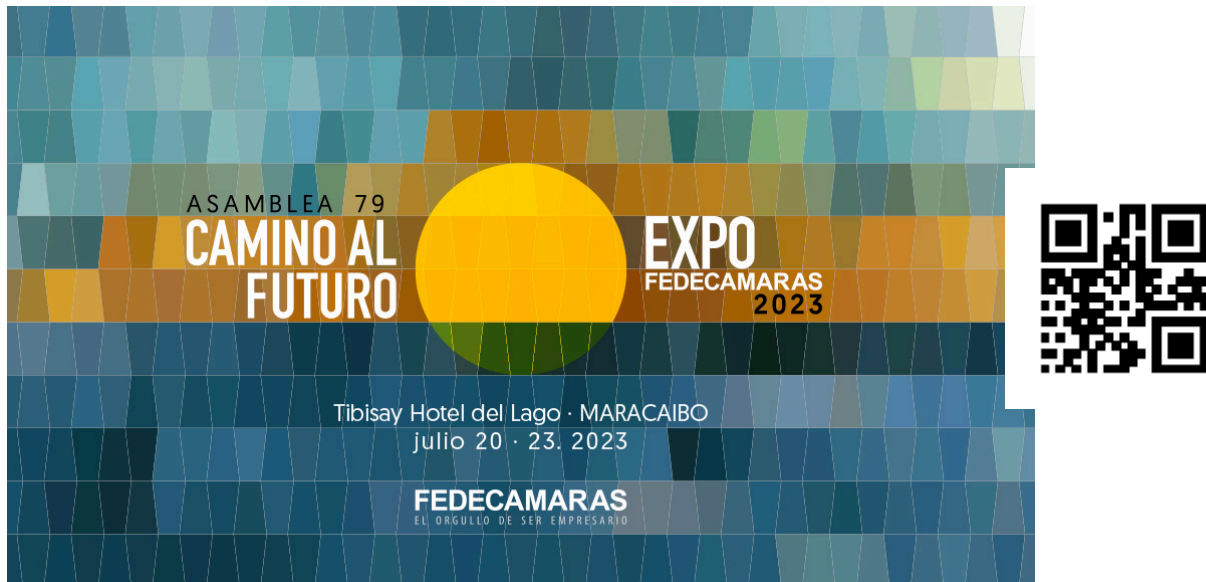 ASAMBLEA 79
CAMINO AL
FUTURO
EXPO
FEDECAMARAS
2023
Tibisay Hotel del Lago · MARACAIBO
julio 20 · 23. 2023
FEDECAMARAS
EL ORGULLO DE SER EMPRESARIO